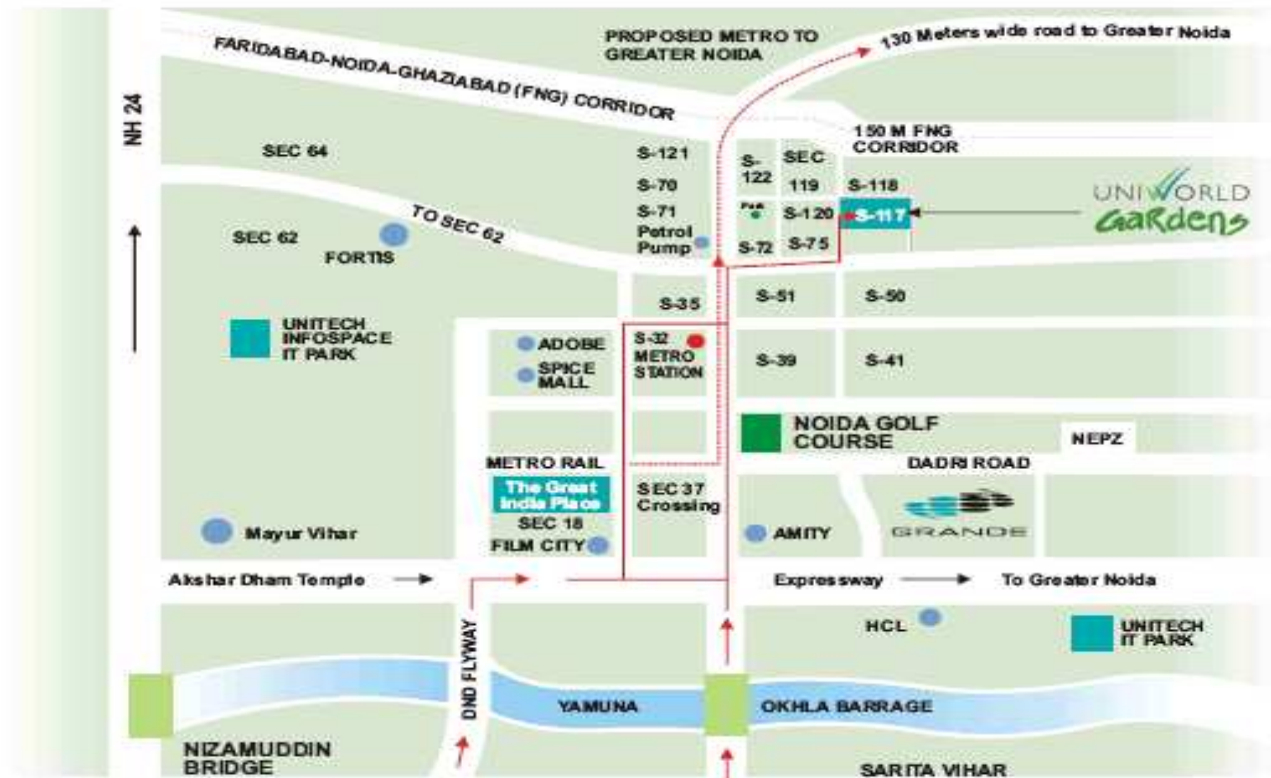 PROPOSED METRO TO
GREATER NOIDA
130 Meters wide road to Greater Noida
FARIDABAD-NOIDA-GHAZIABAD (FNG) CORRIDOR
NH 24
150 M FNG
CORRIDOR
SEC 64
S-121
S-
122
SEC
119
S-118
S-70
UNIWORLD
GaRdens
S-71
Park
S-120
S-117
TO SEC 62
SEC 62
FORTIS
Petrol
Pump
S-72
S-75
S-35
S-51
S-50
UNITECH
INFOSPACE
IT PARK
ADOBE
SPICE
MALL
S-32
METRO
STATION
S-39
S-41
NOIDA GOLF
COURSE
NEPZ
METRO RAIL
DADRI ROAD
The Great
India Place
SEC 18
FILM CITY
SEC 37
Crossing
GRANDE
Mayur Vihar
AMITY
Akshar Dham Temple
Expressway
To Greater Noida
HCL
UNITECH
IT PARK
DND FLYWAY
YAMUNA
OKHLA BARRAGE
NIZAMUDDIN
BRIDGE
SARITA VIHAR